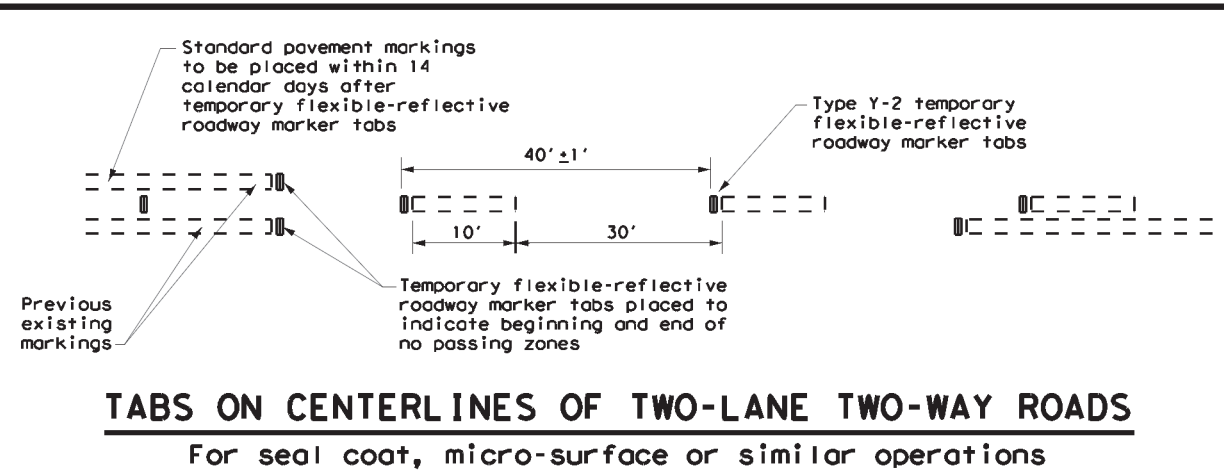 Standard pavement markings
to be placed within 14
calendar days after
temporary flexible-reflective
roadway marker tabs
Type Y-2 temporary
flexible-reflective
roadway marker tabs
40' ±1'
10'
30'
Previous
existing
markings
Temporary flexible-reflective
roadway marker tabs placed to
indicate beginning and end of
no passing zones
TABS ON CENTERLINES OF TWO-LANE TWO-WAY ROADS
For seal coat, micro-surface or similar operations